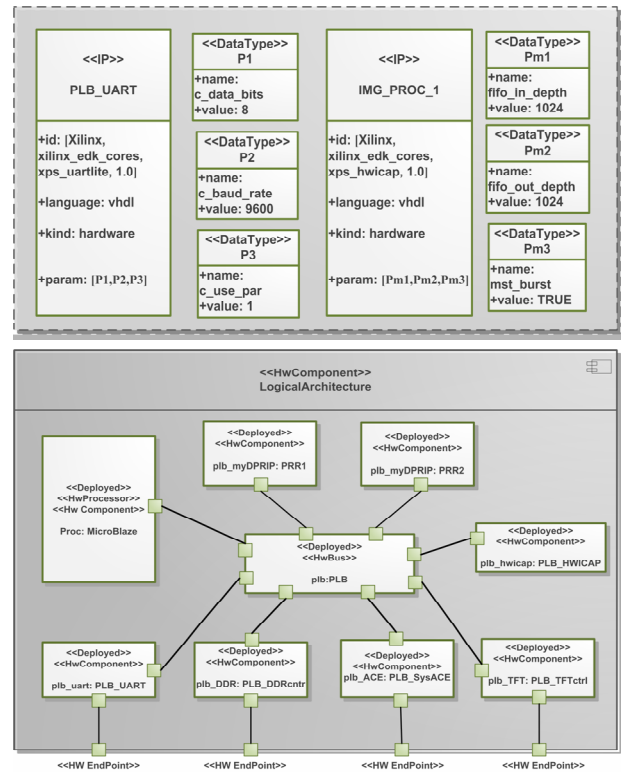 <<IP>>
PLB_UART
+id: [Xilinx,
xilinx_edk_cores,
xps_uartlite, 1.0]
+language: vhdl
+kind: hardware
+param: [P1,P2,P3]
<<DataType>>
P1
+name:
c_data_bits
+value: 8
<<DataType>>
P2
+name:
c_baud_rate
+value: 9600
<<DataType>>
P3
+name:
c_use_par
+value: 1
<<IP>>
IMG_PROC_1
+id: [Xilinx,
xilinx_edk_cores,
xps_hwicap, 1.0]
+language: vhdl
+kind: hardware
+param: [Pm1,Pm2,Pm3]
<<DataType>>
Pm1
+name:
fifo_in_depth
+value: 1024
<<DataType>>
Pm2
+name:
fifo_out_depth
+value: 1024
<<DataType>>
Pm3
+name:
mst_burst
+value: TRUE
<<HwComponent>>
LogicalArchitecture
<<Deployed>>
<<HwComponent>>
plb_myDPRIP: PRR1
<<Deployed>>
<<HwComponent>>
plb_myDPRIP: PRR2
<<Deployed>>
<<HwProcessor>>
<<Hw Component>>
Proc: MicroBlaze
<<Deployed>>
<<HwBus>>
plb:PLB
<<Deployed>>
<<HwComponent>>
plb_hwicap: PLB_HWICAP
<<Deployed>>
<<HwComponent>>
plb_uart: PLB_UART
<<Deployed>>
<<HwComponent>>
plb_DDR: PLB_DDRcntr
<<Deployed>>
<<HwComponent>>
plb_ACE: PLB_SysACE
<<Deployed>>
<<HwComponent>>
plb_TFT: PLB_TFTctrl
<<HW EndPoint>>
<<HW EndPoint>>
<<HW EndPoint>>
<<HW EndPoint>>